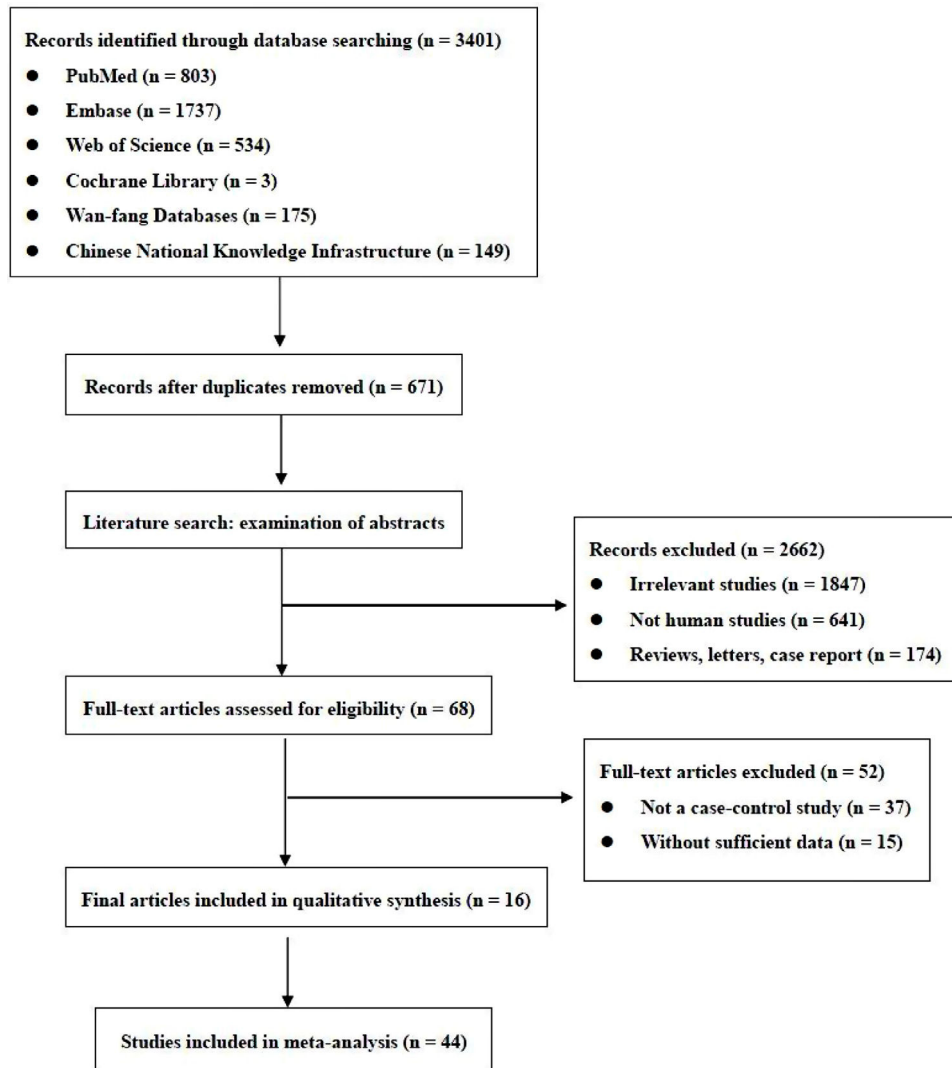 Records identified through database searching (n = 3401)
● PubMed (n = 803)
● Embase (n = 1737)
● Web of Science (n = 534)
● Cochrane Library (n = 3)
● Wan-fang Databases (n = 175)
● Chinese National Knowledge Infrastructure (n = 149)
Records after duplicates removed (n = 671)
Literature search: examination of abstracts
Records excluded (n = 2662)
● Irrelevant studies (n = 1847)
● Not human studies (n = 641)
● Reviews, letters, case report (n = 174)
Full-text articles assessed for eligibility (n = 68)
Full-text articles excluded (n = 52)
● Not a case-control study (n = 37)
● Without sufficient data (n = 15)
Final articles included in qualitative synthesis (n = 16)
Studies included in meta-analysis (n = 44)